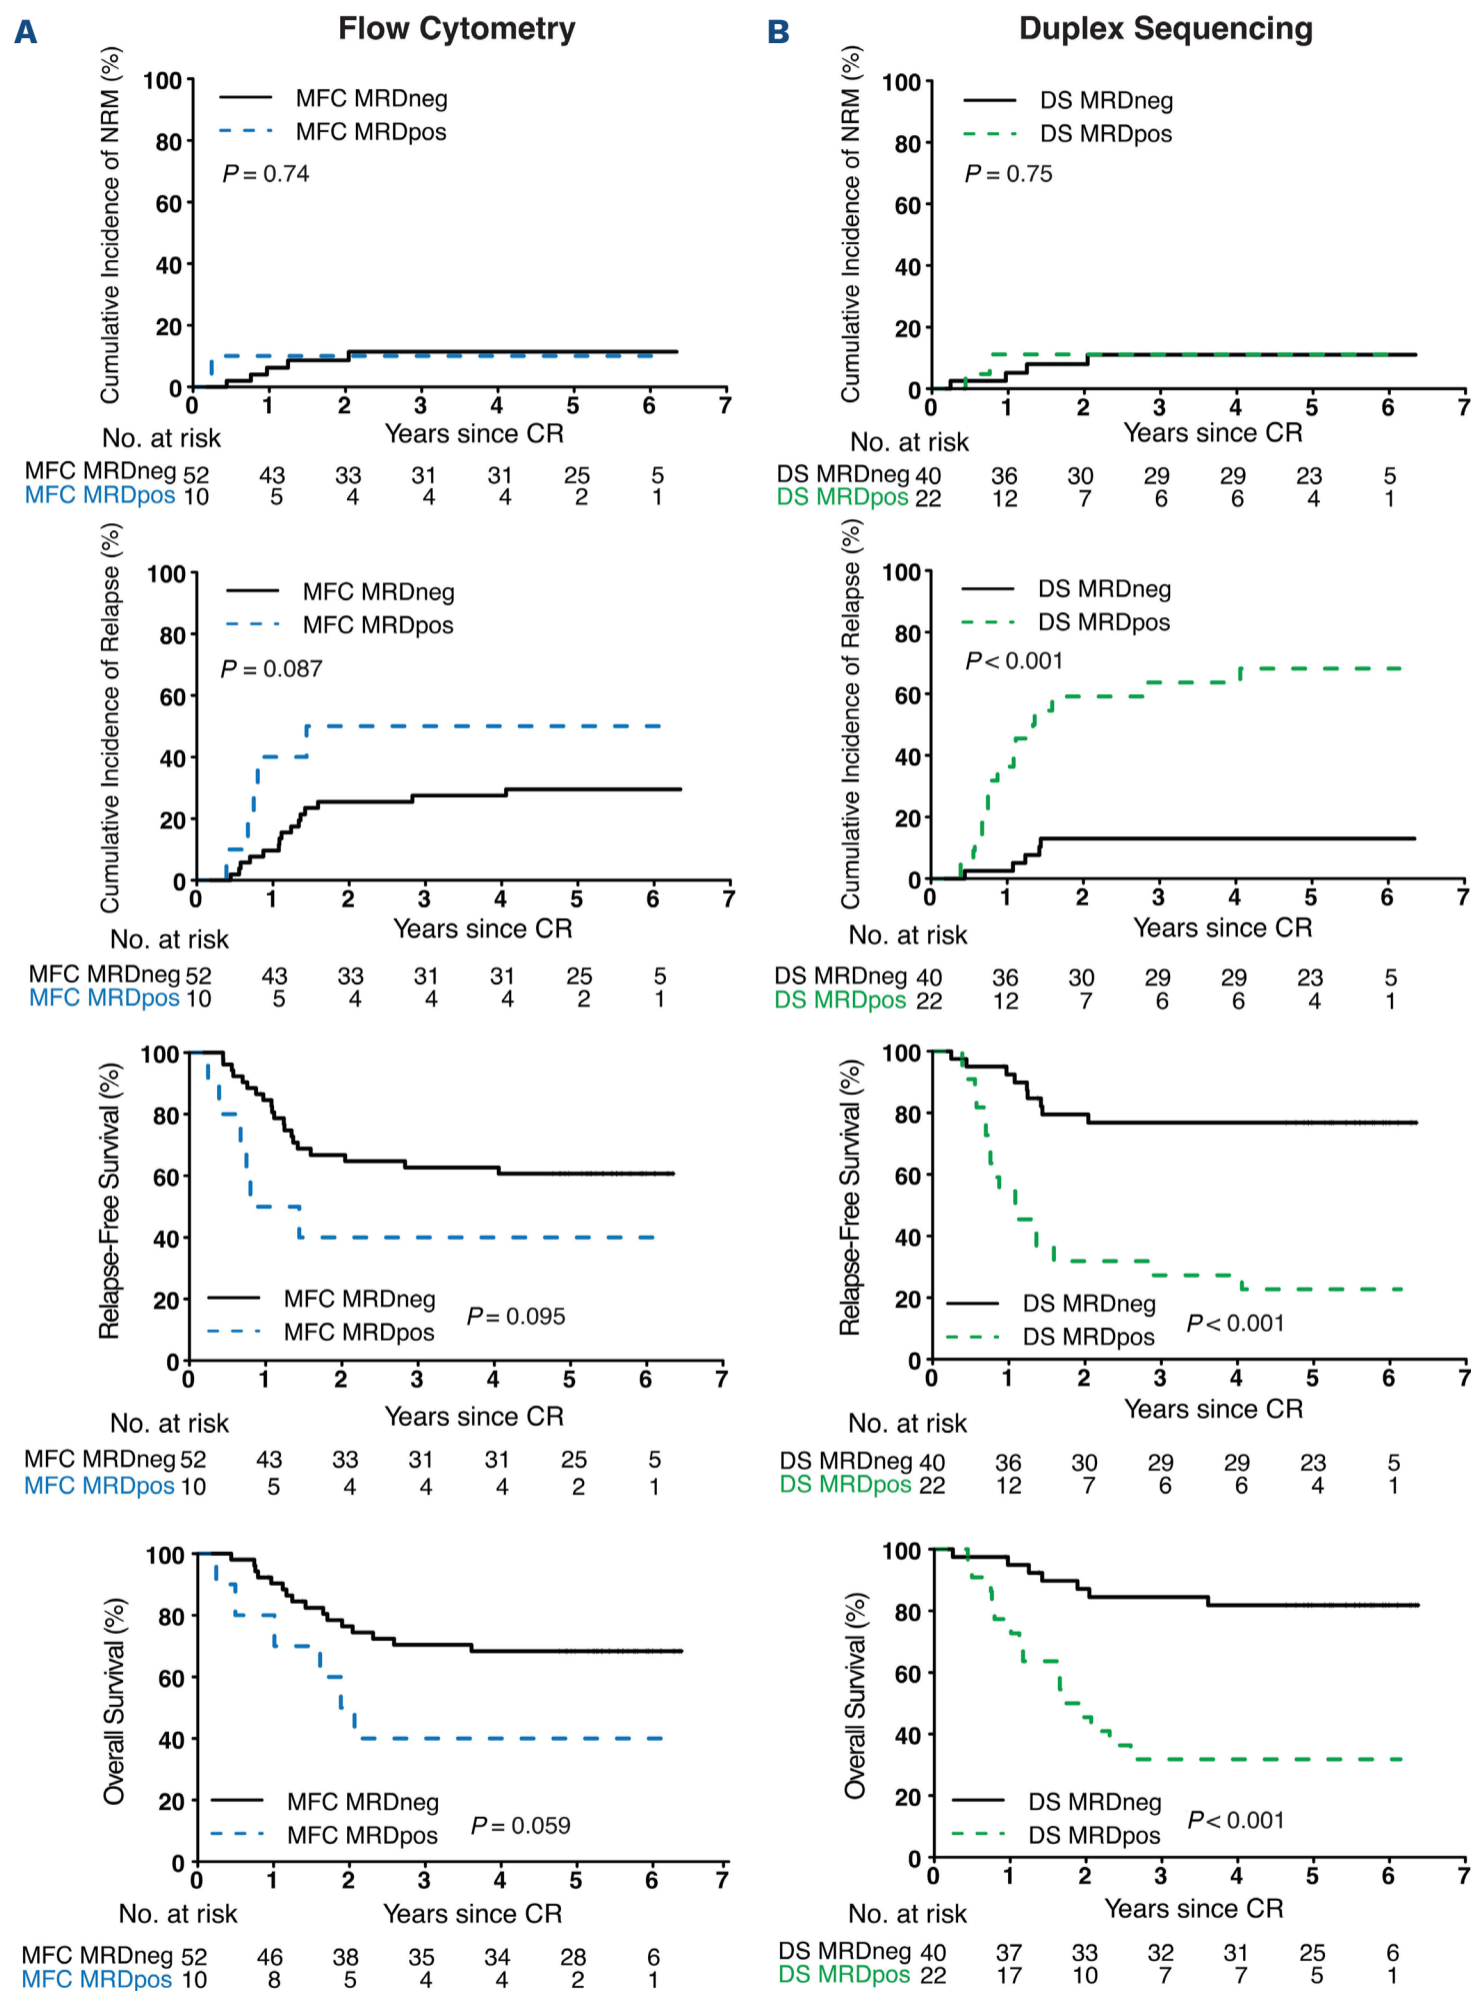 A Flow Cytometry
Cumulative Incidence of NRM (%)
100
80
60
40
20
0
MFC MRDneg
MFC MRDpos
P = 0.74
0 1 2 3 4 5 6 7
Years since CR
No. at risk
MFC MRDneg 52 43 33 31 31 25 5
MFC MRDpos 10 5 4 4 4 2 1
Cumulative Incidence of Relapse (%)
100
80
60
40
20
0
MFC MRDneg
MFC MRDpos
P = 0.087
0 1 2 3 4 5 6 7
Years since CR
No. at risk
MFC MRDneg 52 43 33 31 31 25 5
MFC MRDpos 10 5 4 4 4 2 1
Relapse-Free Survival (%)
100
80
60
40
20
0
MFC MRDneg
MFC MRDpos
P = 0.095
0 1 2 3 4 5 6 7
Years since CR
No. at risk
MFC MRDneg 52 43 33 31 31 25 5
MFC MRDpos 10 5 4 4 4 2 1
Overall Survival (%)
100
80
60
40
20
0
MFC MRDneg
MFC MRDpos
P = 0.059
0 1 2 3 4 5 6 7
Years since CR
No. at risk
MFC MRDneg 52 46 38 35 34 28 6
MFC MRDpos 10 8 5 4 4 2 1
B Duplex Sequencing
Cumulative Incidence of NRM (%)
100
80
60
40
20
0
DS MRDneg
DS MRDpos
P = 0.75
0 1 2 3 4 5 6 7
Years since CR
No. at risk
DS MRDneg 40 36 30 29 29 23 5
DS MRDpos 22 12 7 6 6 4 1
Cumulative Incidence of Relapse (%)
100
80
60
40
20
0
DS MRDneg
DS MRDpos
P < 0.001
0 1 2 3 4 5 6 7
Years since CR
No. at risk
DS MRDneg 40 36 30 29 29 23 5
DS MRDpos 22 12 7 6 6 4 1
Relapse-Free Survival (%)
100
80
60
40
20
0
DS MRDneg
DS MRDpos
P < 0.001
0 1 2 3 4 5 6 7
Years since CR
No. at risk
DS MRDneg 40 36 30 29 29 23 5
DS MRDpos 22 12 7 6 6 4 1
Overall Survival (%)
100
80
60
40
20
0
DS MRDneg
DS MRDpos
P < 0.001
0 1 2 3 4 5 6 7
Years since CR
No. at risk
DS MRDneg 40 37 33 32 31 25 6
DS MRDpos 22 17 10 7 7 5 1